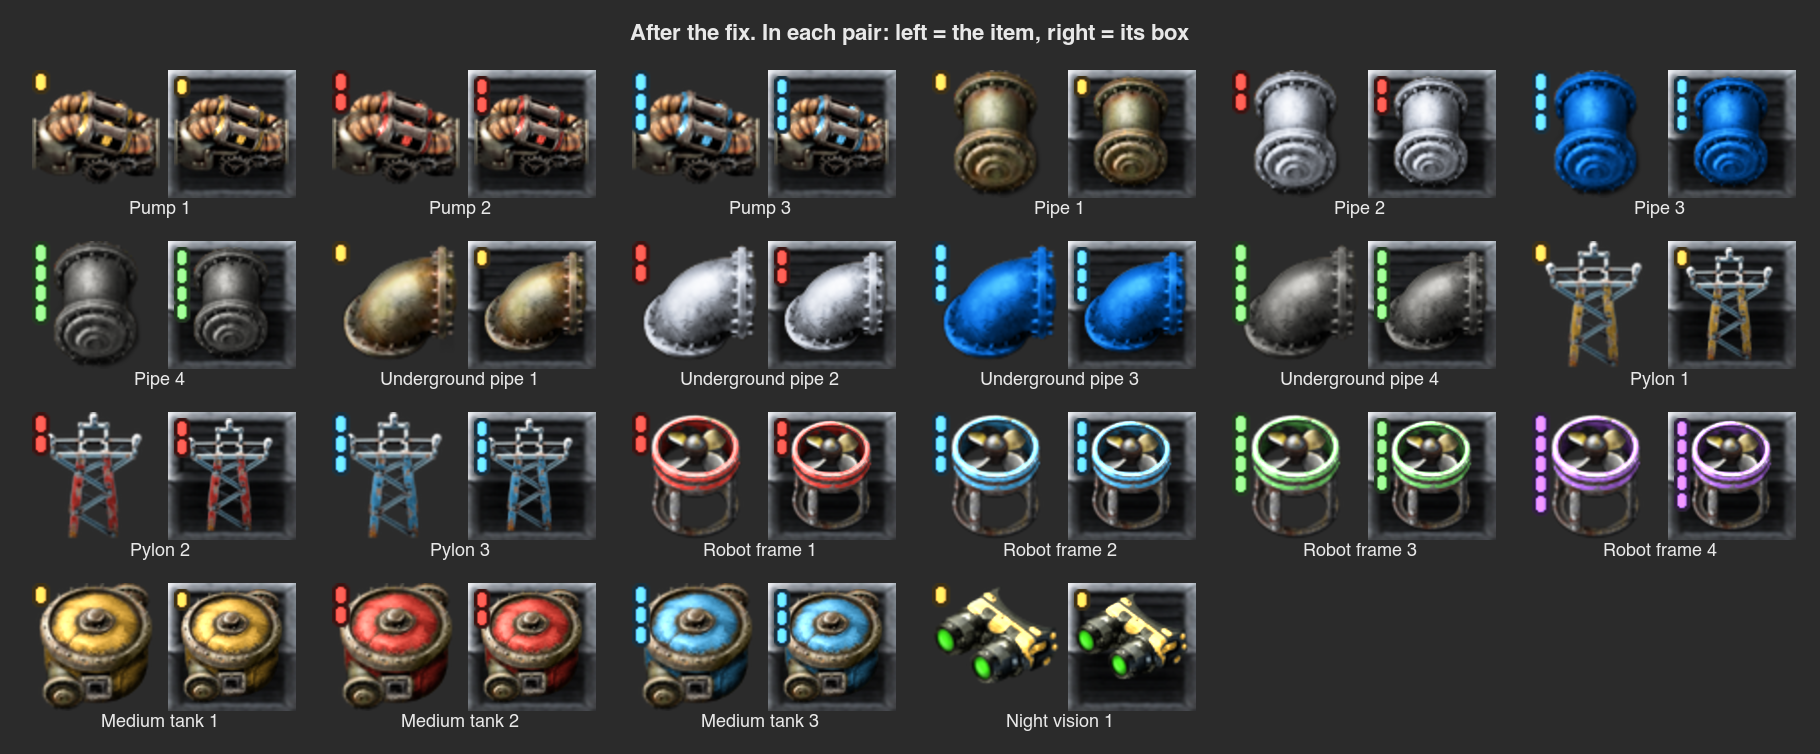 After the fix. In each pair: left = the item, right = its box
Pump 1
Pump 2
Pump 3
Pipe 1
Pipe 2
Pipe 3
Pipe 4
Underground pipe 1
Underground pipe 2
Underground pipe 3
Underground pipe 4
Pylon 1
Pylon 2
Pylon 3
Robot frame 1
Robot frame 2
Robot frame 3
Robot frame 4
Medium tank 1
Medium tank 2
Medium tank 3
Night vision 1